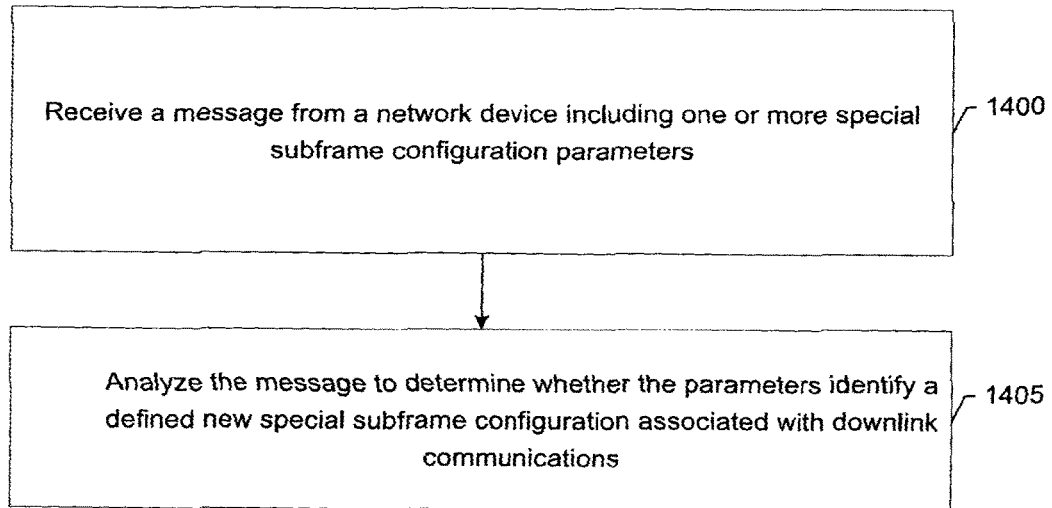 Receive a message from a network device including one or more special
subframe configuration parameters
1400
Analyze the message to determine whether the parameters identify a
defined new special subframe configuration associated with downlink
communications
1405